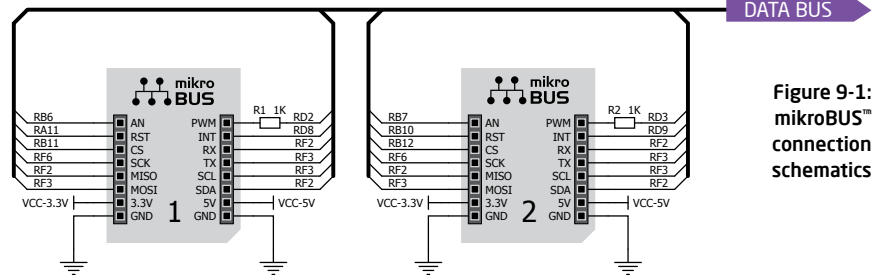 DATA BUS
mikro
BUS
R1 1K
RB6 AN PWM RD2
RA11 RST INT RD8
RB11 CS RX RF2
RF6 SCK TX RF3
RF2 MISO SCL RF3
RF3 MOSI SDA RF2
VCC-3.3V 3.3V 5V VCC-5V
GND 1 GND
mikro
BUS
R2 1K
RB7 AN PWM RD3
RB10 RST INT RD9
RB12 CS RX RF2
RF6 SCK TX RF3
RF2 MISO SCL RF3
RF3 MOSI SDA RF2
VCC-3.3V 3.3V 5V VCC-5V
GND 2 GND
Figure 9-1:
mikroBUS™
connection
schematics